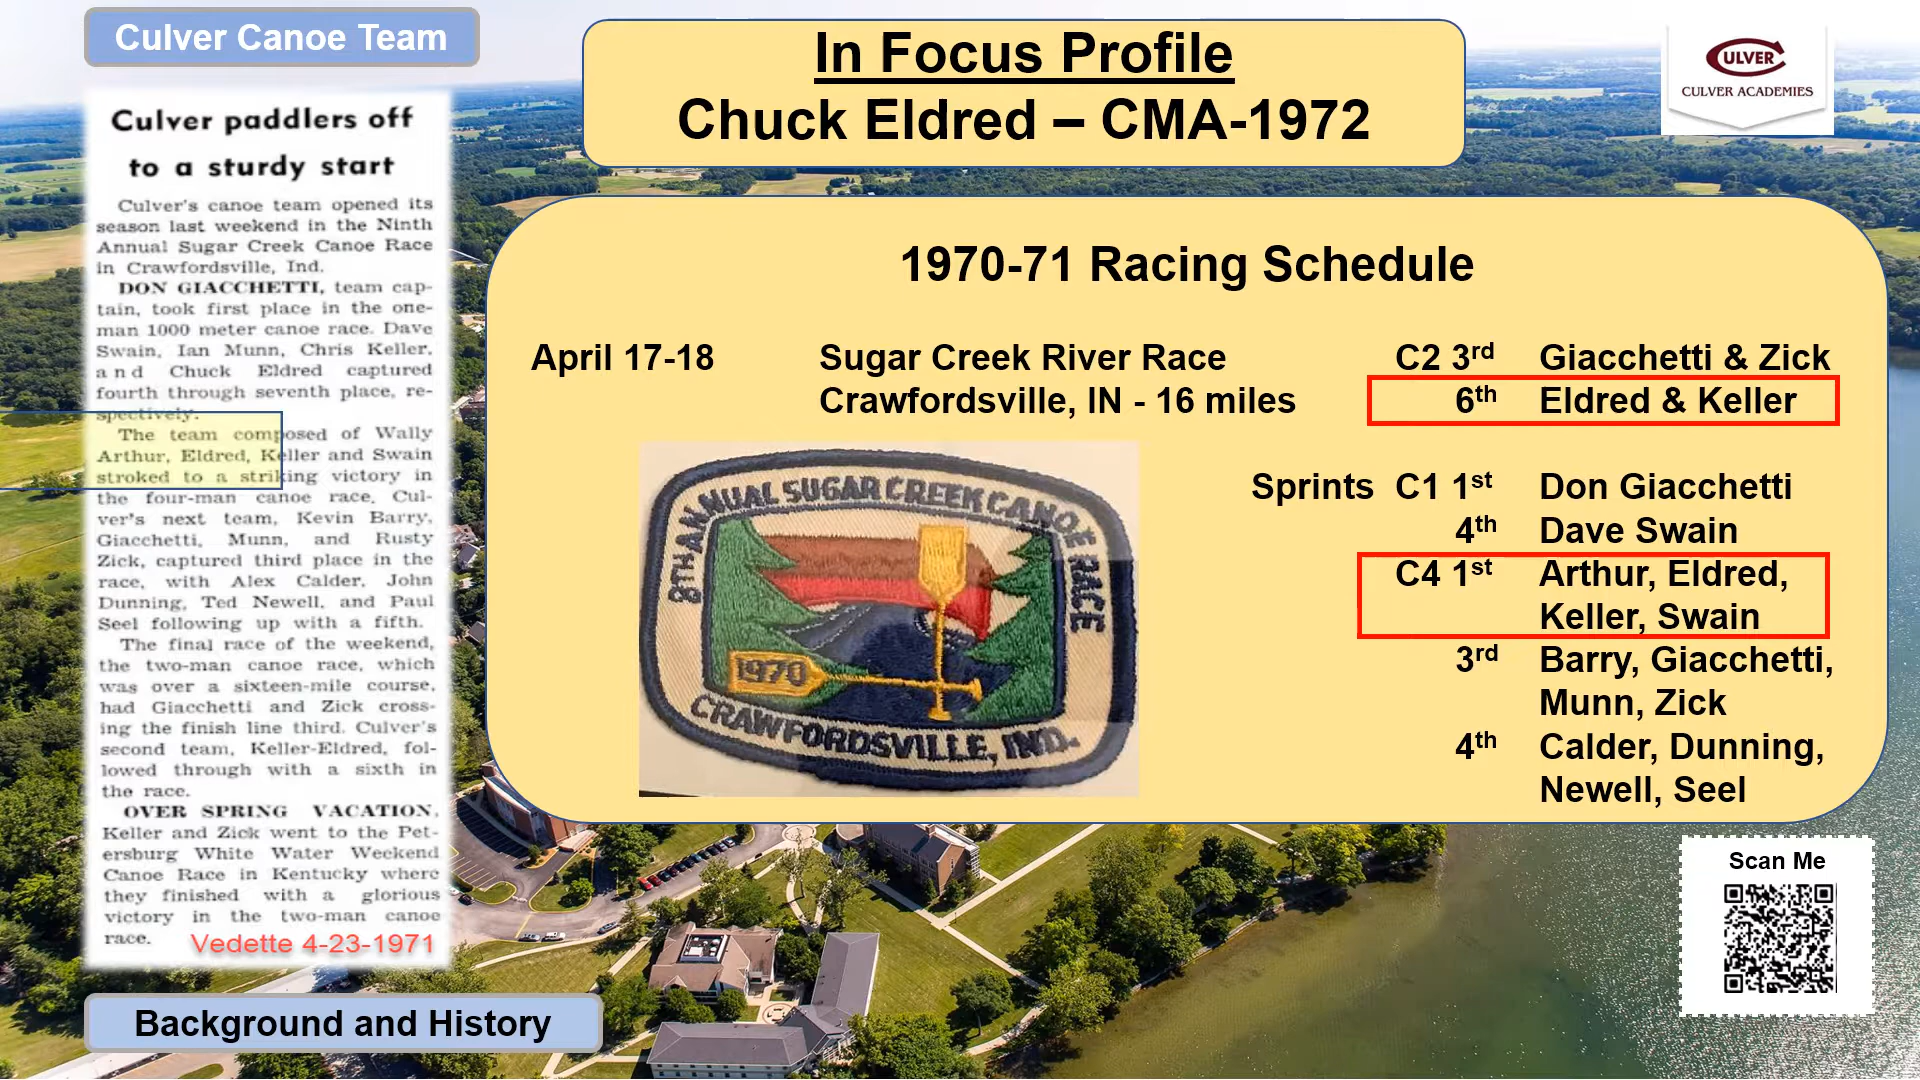 Culver Canoe Team
In Focus Profile
Chuck Eldred – CMA-1972
CULVER
CULVER ACADEMIES
Culver paddlers off
to a sturdy start
Culver's canoe team opened its
season last weekend in the Ninth
Annual Sugar Creek Canoe Race
in Crawfordsville, Ind.
DON GIACCHETTI, team cap-
tain, took first place in the one-
man 1000 meter canoe race. Dave
Swain, Ian Munn, Chris Keller,
and Chuck Eldred captured
fourth through seventh place, re-
spectively.
The team composed of Wally
Arthur, Eldred, Keller and Swain
stroked to a striking victory in
the four-man canoe race. Cul-
ver's next team, Kevin Barry,
Giacchetti, Munn, and Rusty
Zick, captured third place in the
race, with Alex Calder, John
Dunning, Ted Newell, and Paul
Seel following up with a fifth.
The final race of the weekend,
the two-man canoe race, which
was over a sixteen-mile course,
had Giacchetti and Zick cross-
ing the finish line third. Culver's
second team, Keller-Eldred, fol-
lowed through with a sixth in
the race.
OVER SPRING VACATION,
Keller and Zick went to the Pet-
ersburg White Water Weekend
Canoe Race in Kentucky where
they finished with a glorious
victory in the two-man canoe
race.
Vedette 4-23-1971
1970-71 Racing Schedule
April 17-18 Sugar Creek River Race C2 3rd Giacchetti & Zick
Crawfordsville, IN - 16 miles 6th Eldred & Keller
Sprints C1 1st Don Giacchetti
4th Dave Swain
C4 1st Arthur, Eldred,
Keller, Swain
3rd Barry, Giacchetti,
Munn, Zick
4th Calder, Dunning,
Newell, Seel
8TH ANNUAL SUGAR CREEK CANOE RACE
1970
CRAWFORDSVILLE, IND.
Scan Me
Background and History